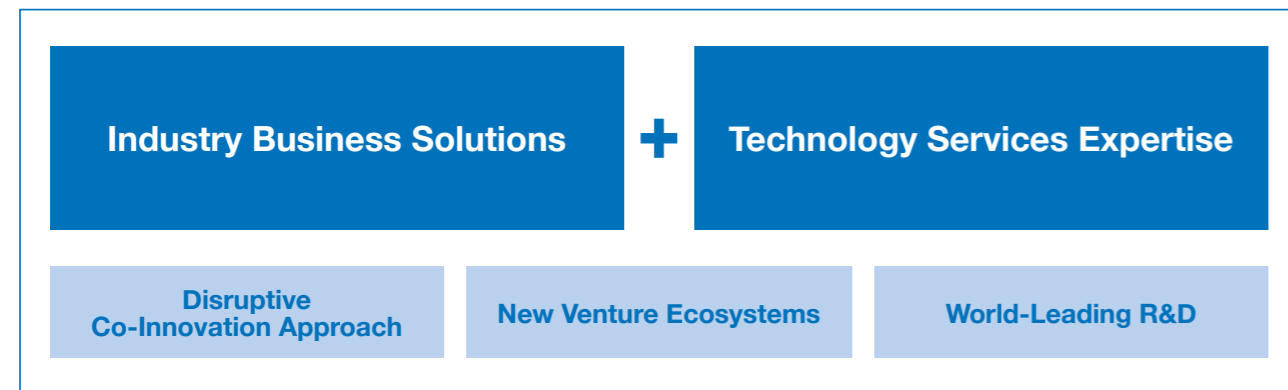 Industry Business Solutions
+
Technology Services Expertise
Disruptive
Co-Innovation Approach
New Venture Ecosystems
World-Leading R&D